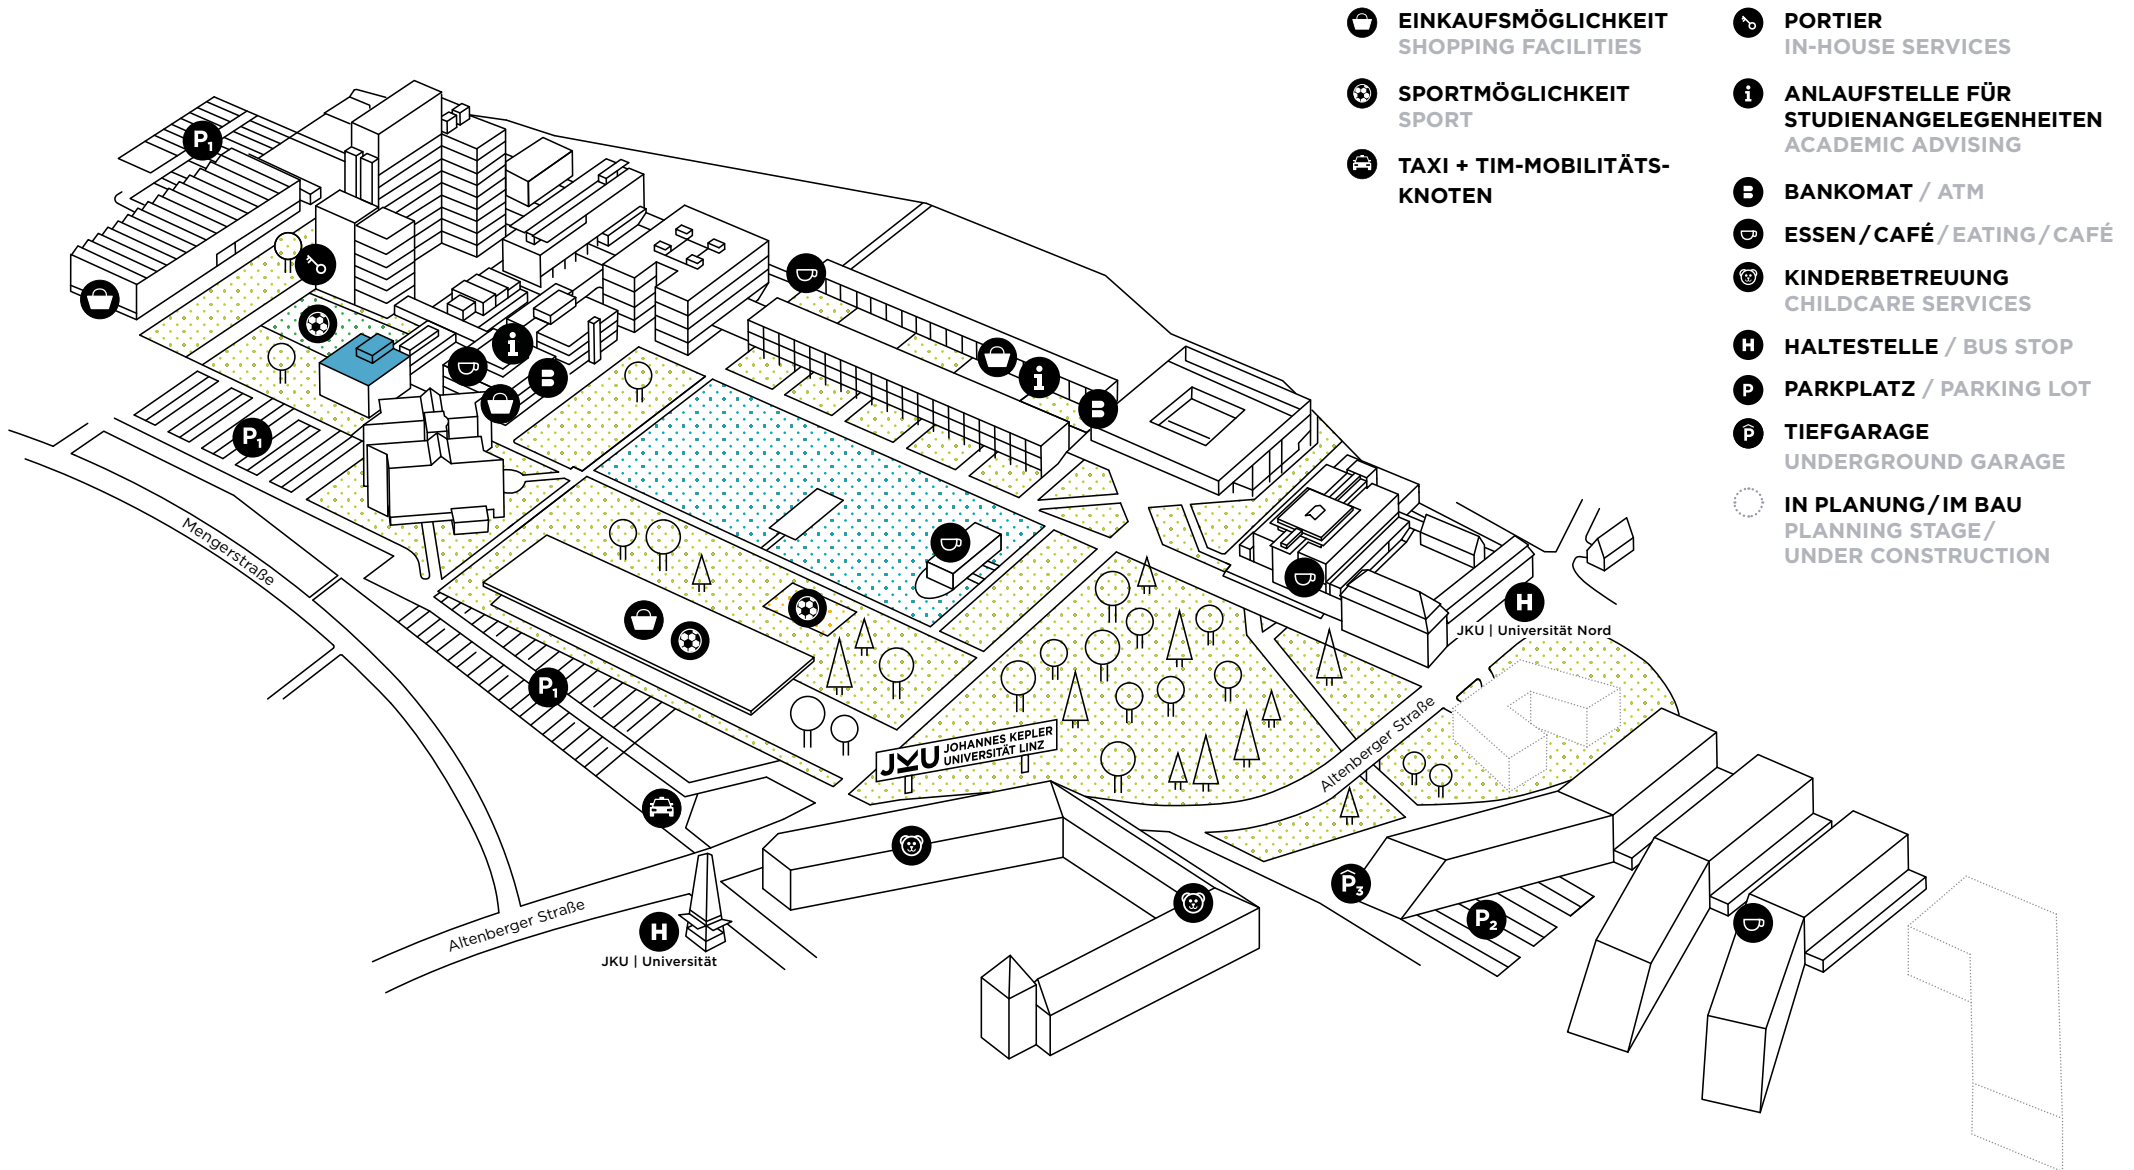 EINKAUFSMÖGLICHKEIT
SHOPPING FACILITIES
SPORTMÖGLICHKEIT
SPORT
TAXI + TIM-MOBILITÄTS-
KNOTEN
PORTIER
IN-HOUSE SERVICES
i
ANLAUFSTELLE FÜR
STUDIENANGELEGENHEITEN
ACADEMIC ADVISING
B
BANKOMAT / ATM
ESSEN / CAFÉ / EATING / CAFÉ
KINDERBETREUUNG
CHILDCARE SERVICES
H
HALTESTELLE / BUS STOP
P
PARKPLATZ / PARKING LOT
P
TIEFGARAGE
UNDERGROUND GARAGE
IN PLANUNG / IM BAU
PLANNING STAGE /
UNDER CONSTRUCTION
P1
i
B
i
B
P1
Mengerstraße
H
JKU | Universität Nord
P1
JKU JOHANNES KEPLER
UNIVERSITÄT LINZ
Altenberger Straße
P3
P2
Altenberger Straße
H
JKU | Universität